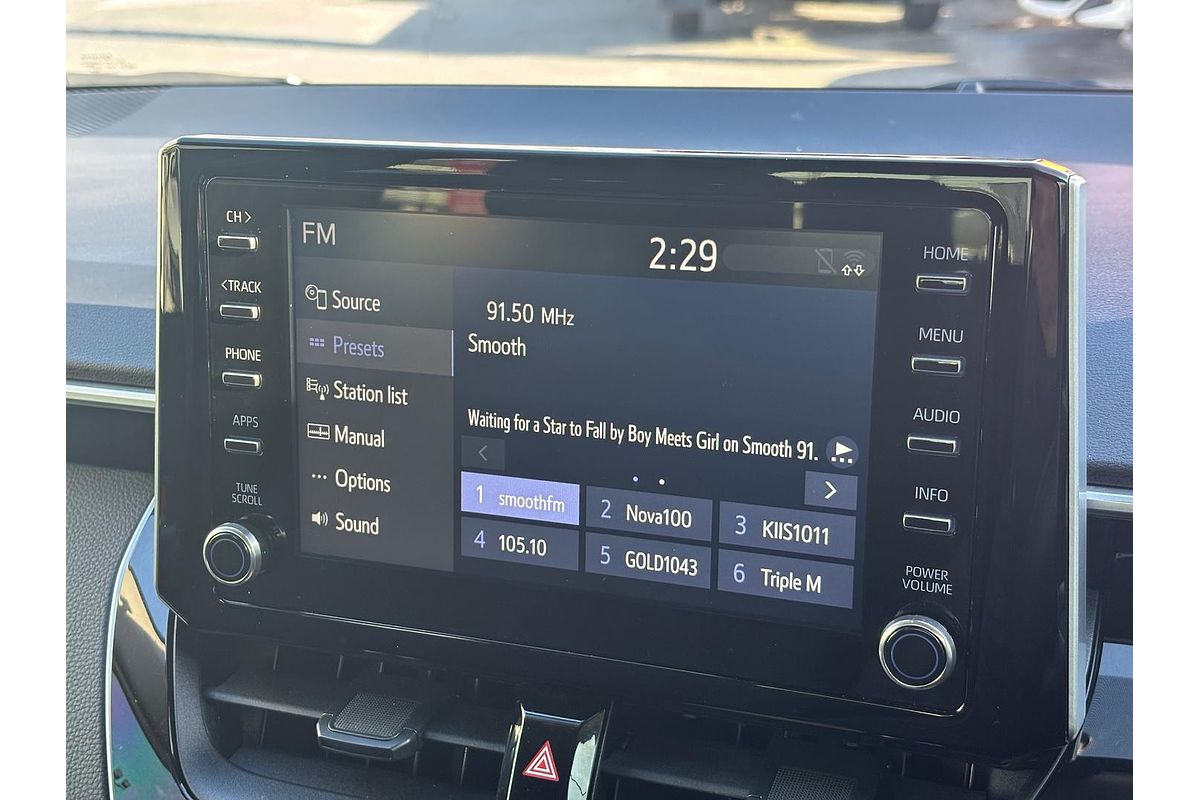 CH >
< TRACK
PHONE
APPS
TUNE
SCROLL
FM
2:29
Source
Presets
Station list
Manual
Options
Sound
91.50 MHz
Smooth
Waiting for a Star to Fall by Boy Meets Girl on Smooth 91.
<
>
1 smoothfm
2 Nova100
3 KIIS1011
4 105.10
5 GOLD1043
6 Triple M
HOME
MENU
AUDIO
INFO
POWER
VOLUME